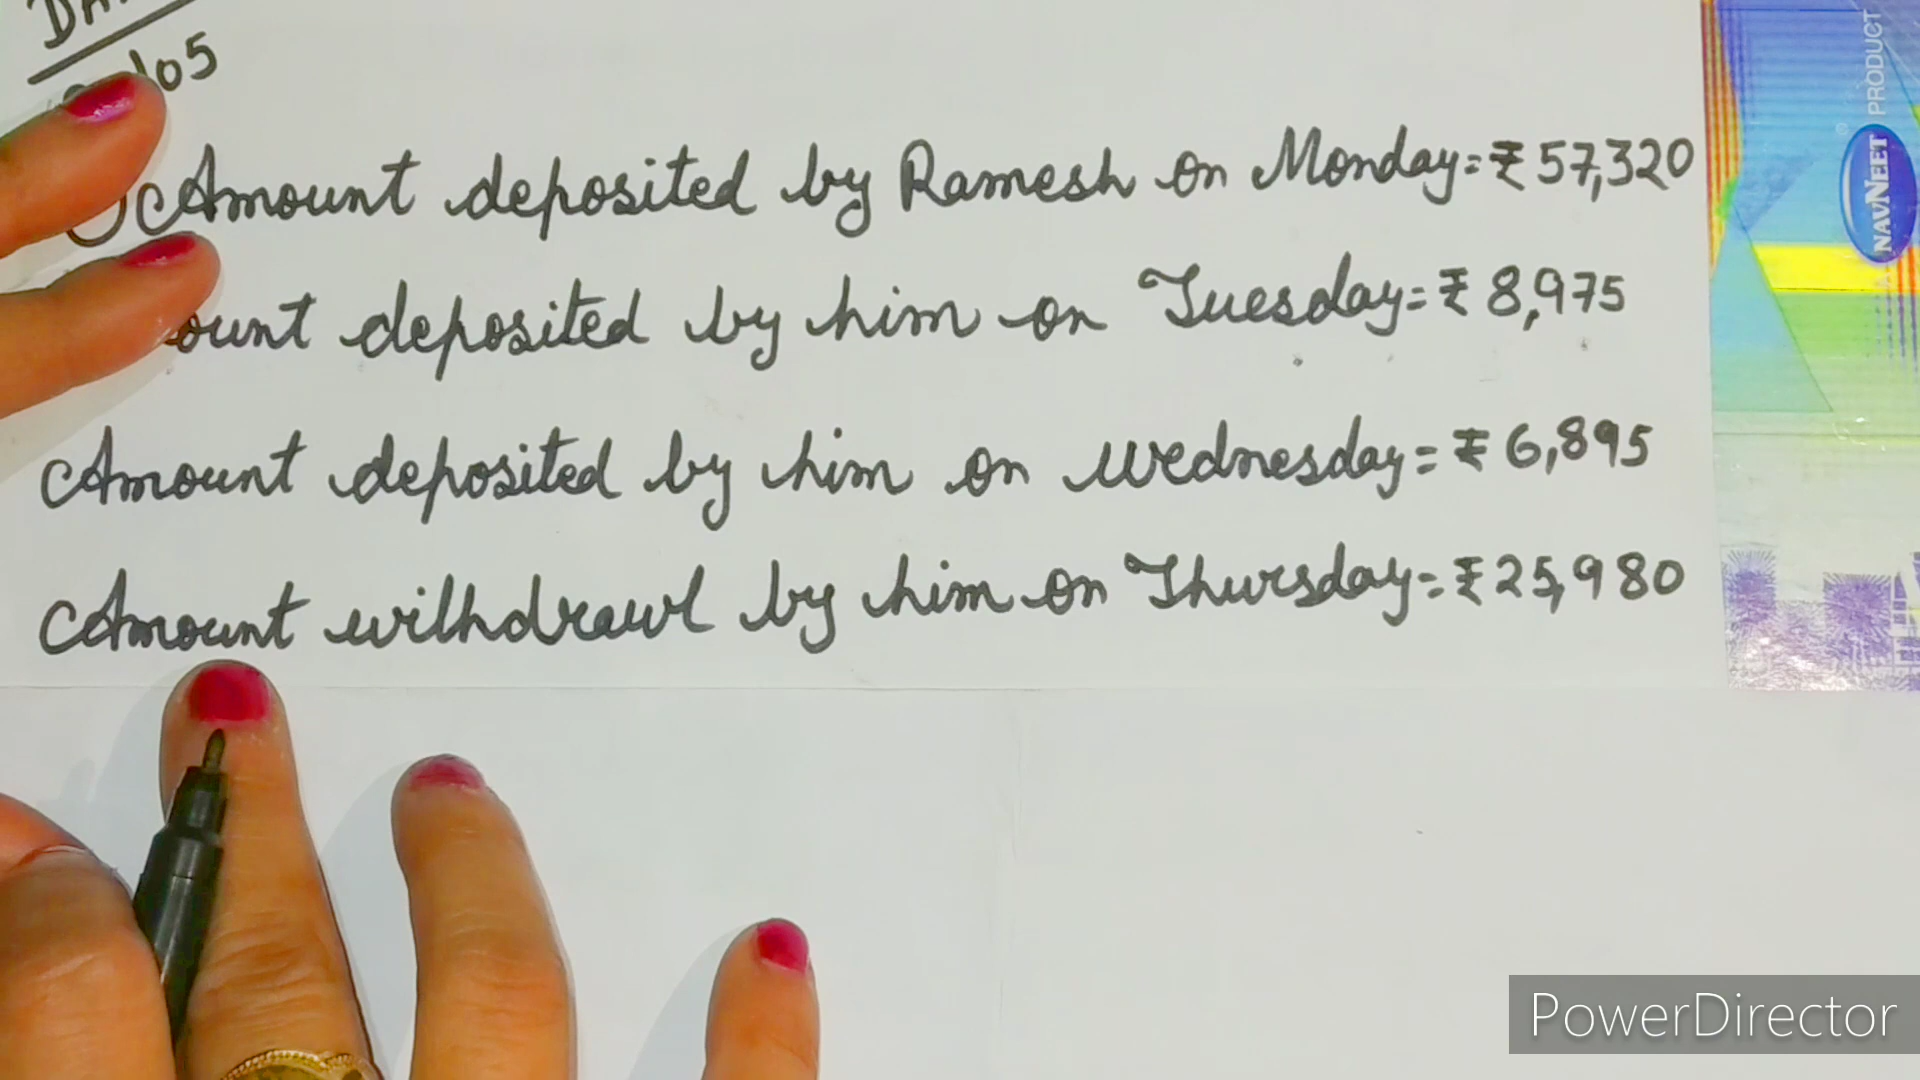 105
Amount deposited by Ramesh on Monday=₹57,320
deposited by him on Tuesday=₹8,975
Amount deposited by him on Wednesday=₹6,895
Amount withdrawl by him on Thursday=₹25,980
NAVNEET PRODUCT
PowerDirector